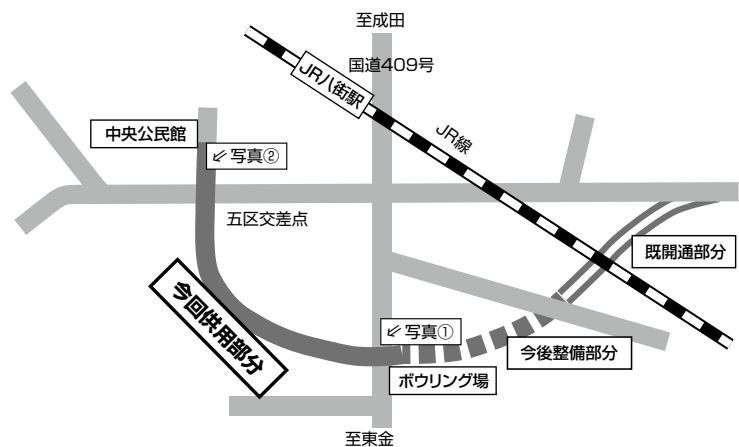 至成田
国道409号
JR八街駅
JR線
中央公民館
⇙写真②
五区交差点
既開通部分
今回供用部分
⇙写真①
今後整備部分
ボウリング場
至東金